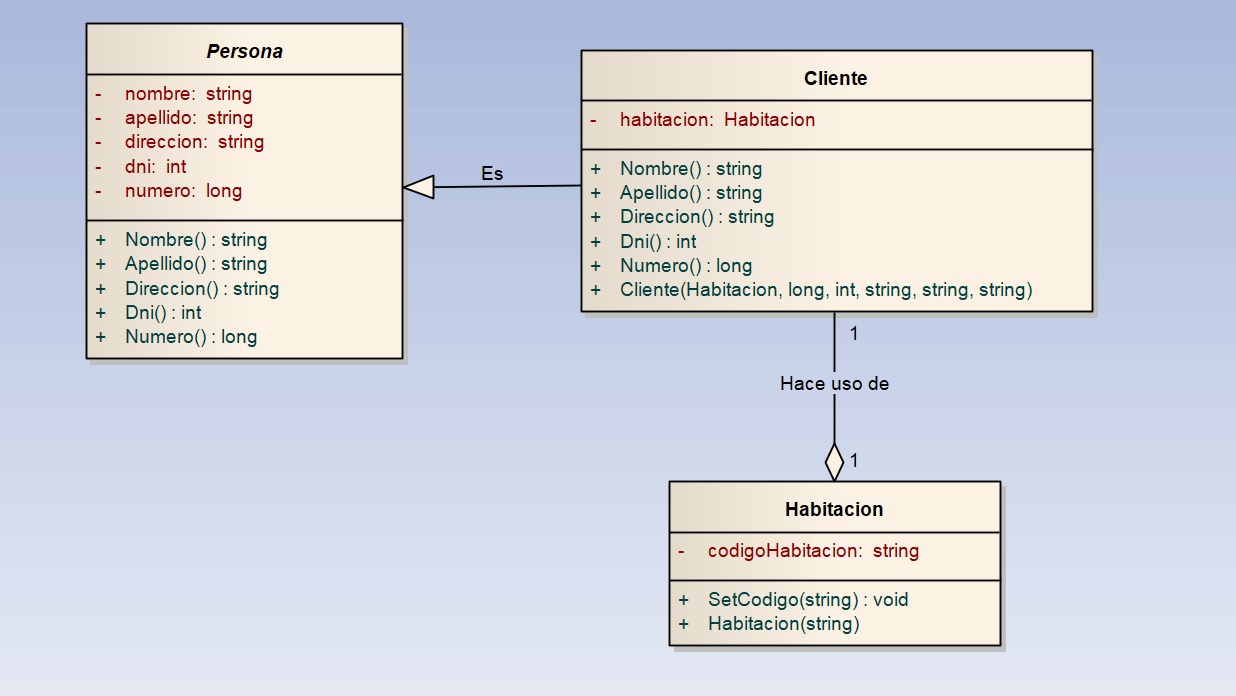 Persona
- nombre: string
- apellido: string
- direccion: string
- dni: int
- numero: long
+ Nombre() : string
+ Apellido() : string
+ Direccion() : string
+ Dni() : int
+ Numero() : long
Es
Cliente
- habitacion: Habitacion
+ Nombre() : string
+ Apellido() : string
+ Direccion() : string
+ Dni() : int
+ Numero() : long
+ Cliente(Habitacion, long, int, string, string, string)
1
Hace uso de
1
Habitacion
- codigoHabitacion: string
+ SetCodigo(string) : void
+ Habitacion(string)